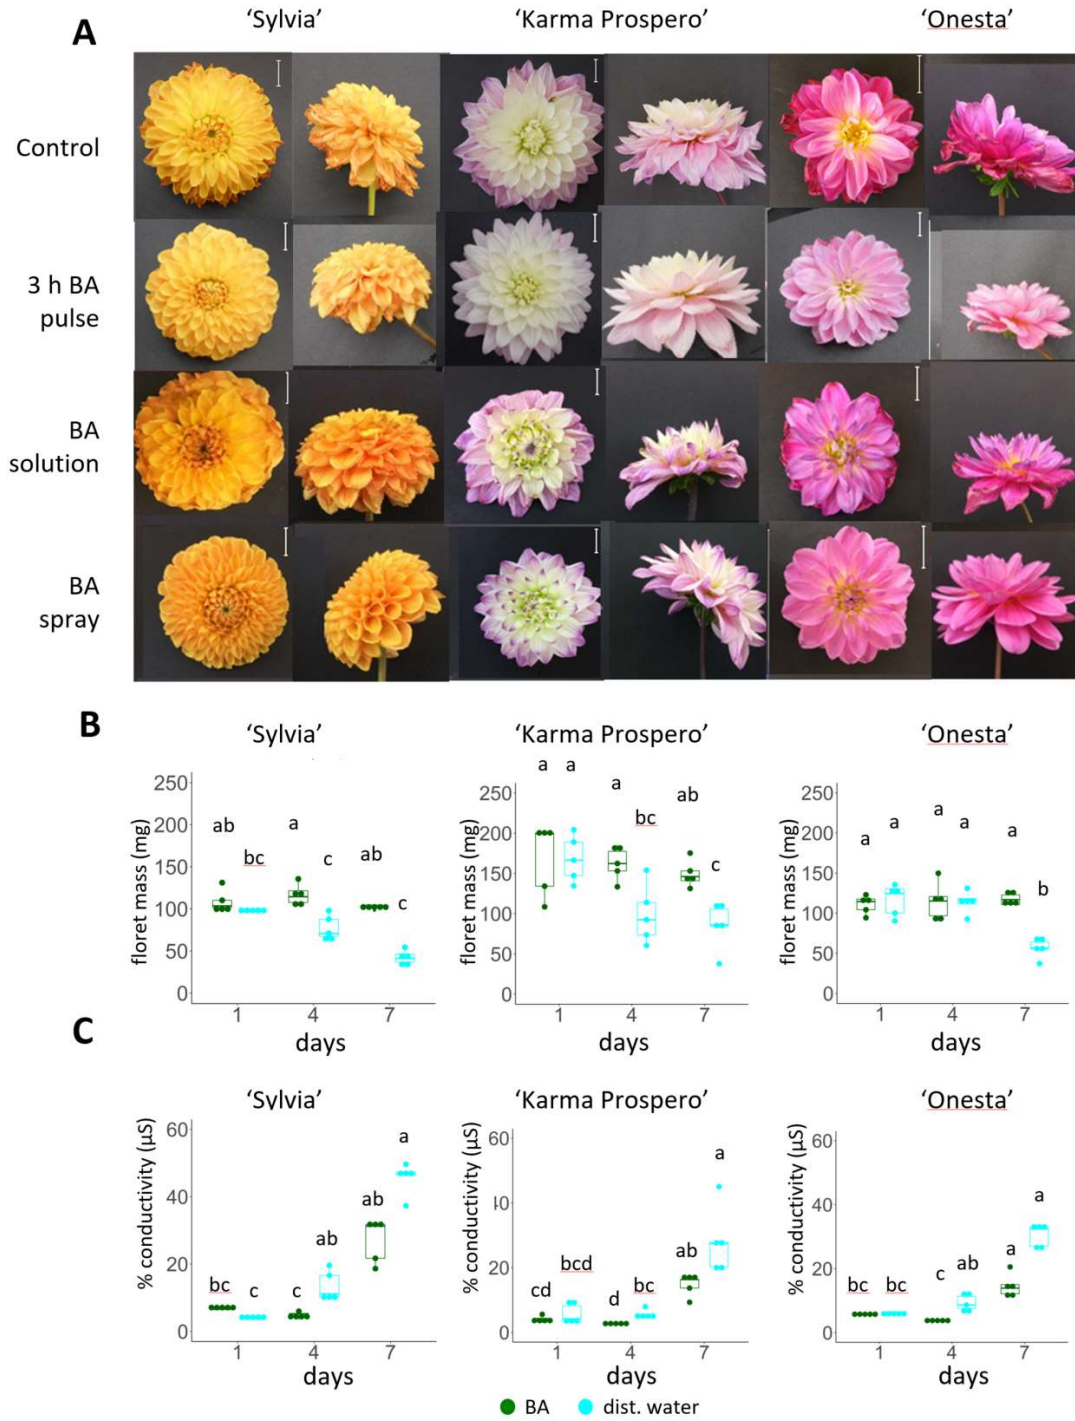 A
‘Sylvia’ ‘Karma Prospero’ ‘Onesta’
Control
3 h BA
pulse
BA
solution
BA
spray
B
‘Sylvia’ ‘Karma Prospero’ ‘Onesta’
floret mass (mg)
250
200
150
100
50
0
ab bc a c ab c
1 4 7
days
floret mass (mg)
250
200
150
100
50
0
a a a bc ab c
1 4 7
days
floret mass (mg)
250
200
150
100
50
0
a a a a a b
1 4 7
days
C
‘Sylvia’ ‘Karma Prospero’ ‘Onesta’
% conductivity (µS)
60
40
20
0
bc c c ab ab a
1 4 7
days
% conductivity (µS)
60
40
20
0
cd bcd d bc ab a
1 4 7
days
% conductivity (µS)
60
40
20
0
bc bc c ab a a
1 4 7
days
BA dist. water